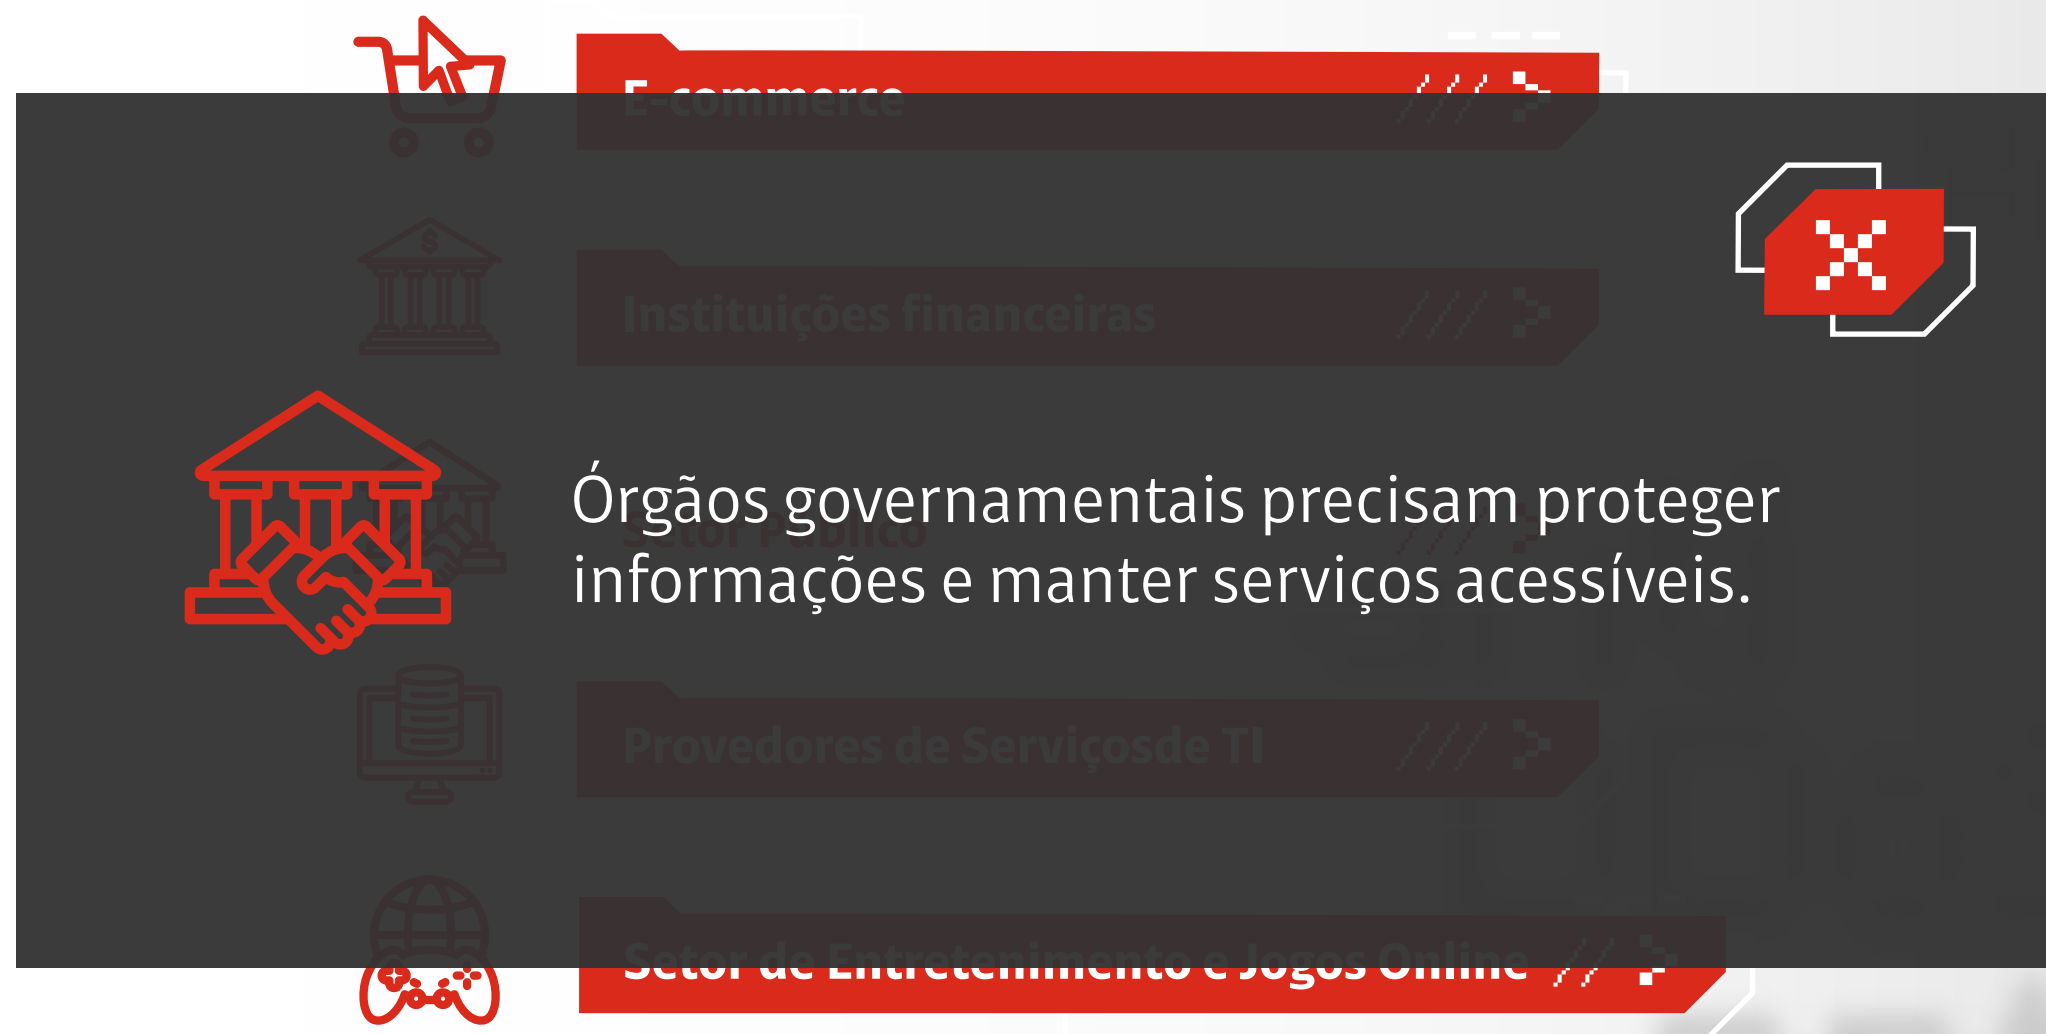 E-commerce
Instituições financeiras
Setor Público
Órgãos governamentais precisam proteger
informações e manter serviços acessíveis.
Provedores de Serviçosde TI
Setor de Entretenimento e Jogos Online